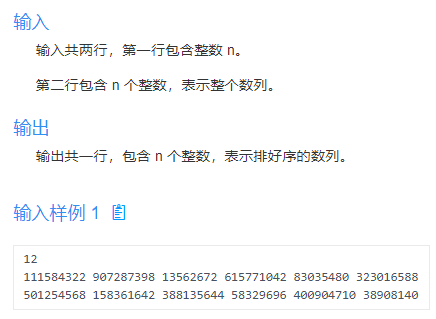 输入
输入共两行，第一行包含整数 n。
第二行包含 n 个整数，表示整个数列。
输出
输出共一行，包含 n 个整数，表示排好序的数列。
输入样例 1
12
111584322 907287398 13562672 615771042 83035480 323016588
501254568 158361642 388135644 58329696 400904710 38908140